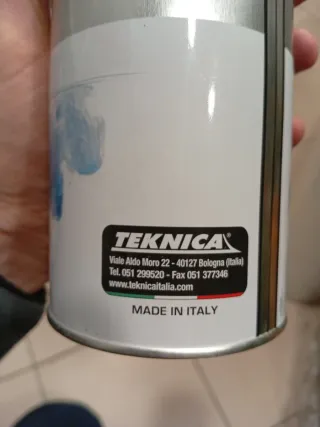 TEKNICA
Viale Aldo Moro 22 - 40127 Bologna (Italia)
Tel. 051 299520 - Fax 051 377346
www.teknicaitalia.com
MADE IN ITALY